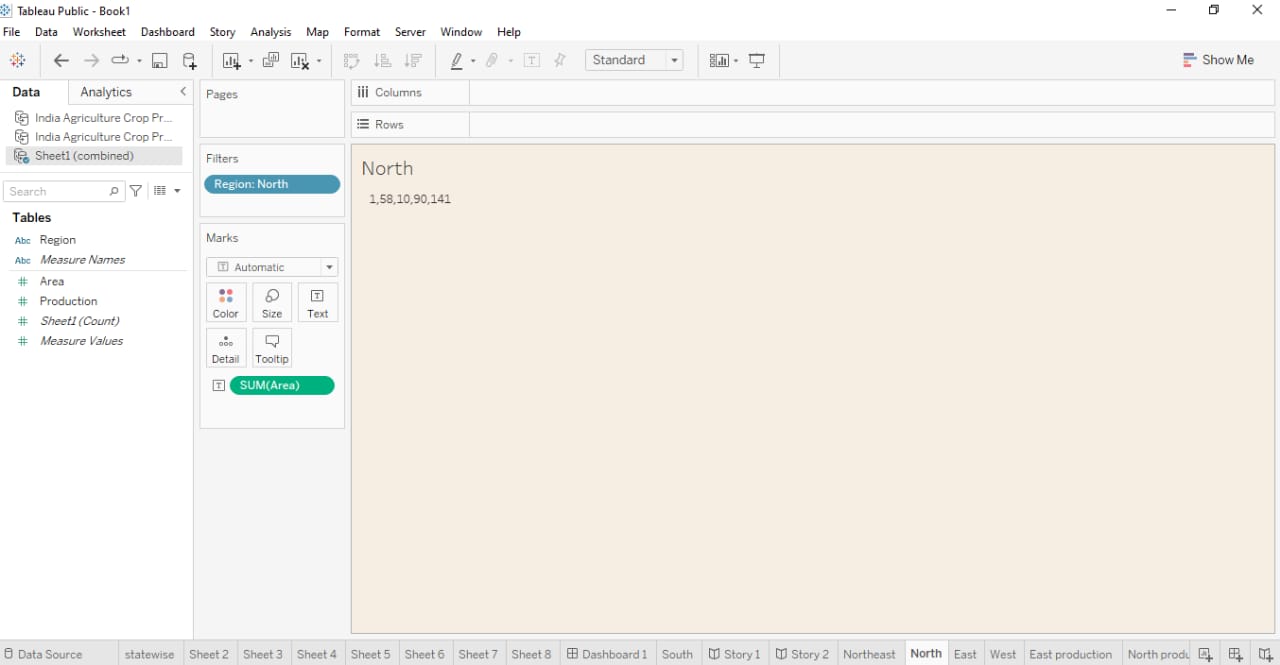 Tableau Public - Book1
File Data Worksheet Dashboard Story Analysis Map Format Server Window Help
Standard
Show Me
Data Analytics
India Agriculture Crop Pr...
India Agriculture Crop Pr...
Sheet1 (combined)
Search
Tables
Abc Region
Abc Measure Names
# Area
# Production
# Sheet1 (Count)
# Measure Values
Pages
Filters
Region: North
Marks
T Automatic
Color Size Text
Detail Tooltip
T SUM(Area)
Columns
Rows
North
1,58,10,90,141
Data Source statewise Sheet 2 Sheet 3 Sheet 4 Sheet 5 Sheet 6 Sheet 7 Sheet 8 Dashboard 1 South Story 1 Story 2 Northeast North East West East production North produ